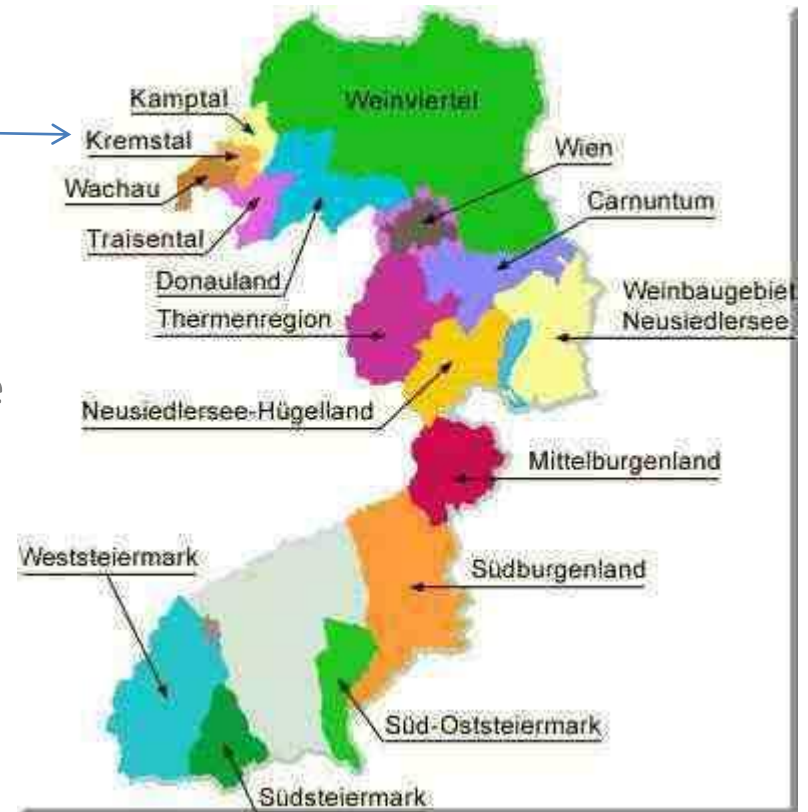 Weinviertel
Kamptal
Kremstal
Wien
Wachau
Carnuntum
Traisental
Donauland
Weinbaugebiet
Neusiedlersee
Thermenregion
e
Neusiedlersee-Hügelland
Mittelburgenland
Weststeiermark
Südburgenland
Süd-Oststeiermark
Südsteiermark